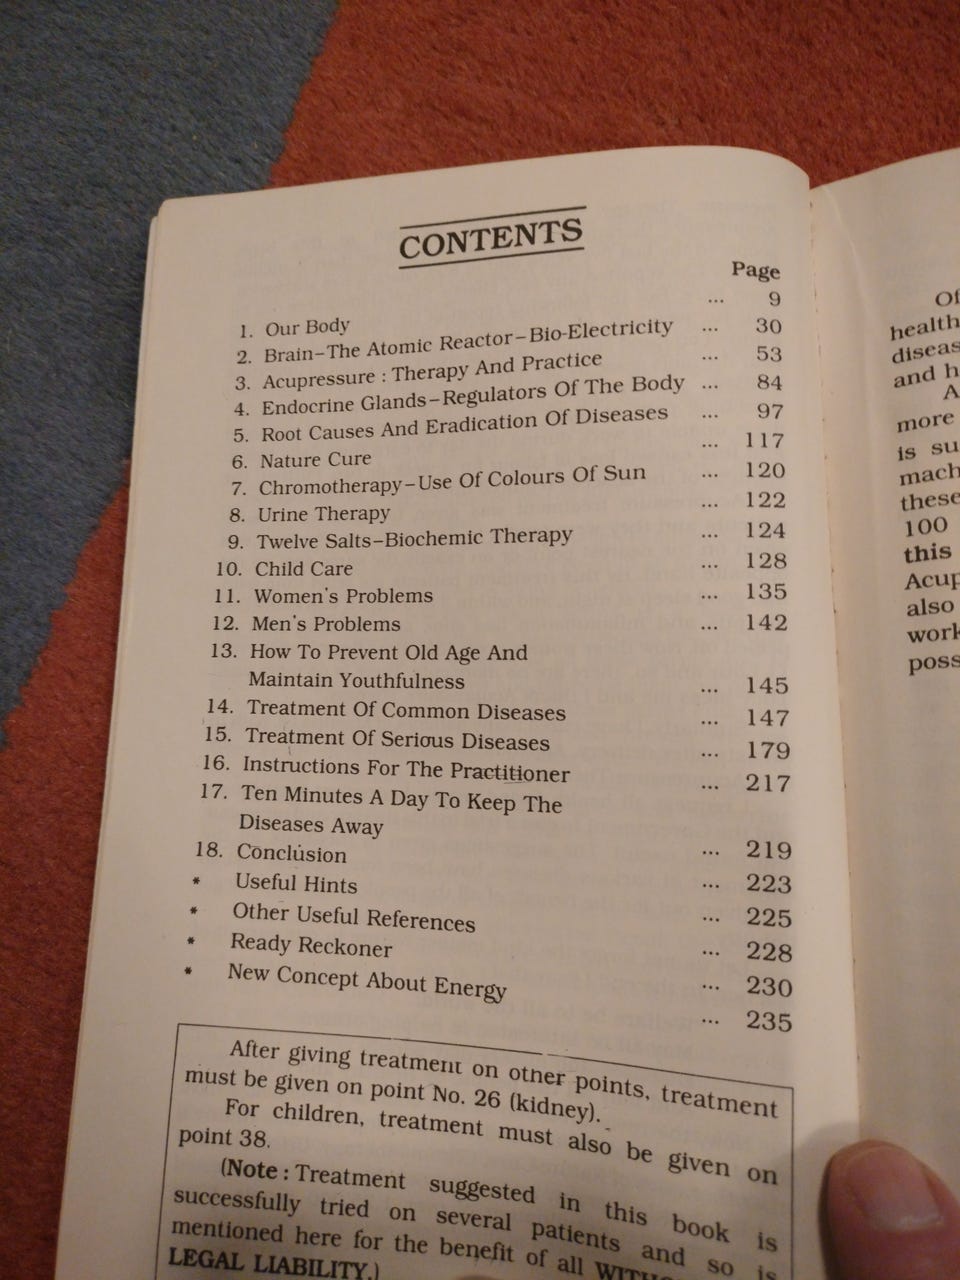 CONTENTS
Page
1. Our Body ... 9
2. Brain–The Atomic Reactor–Bio-Electricity ... 30
3. Acupressure : Therapy And Practice ... 53
4. Endocrine Glands–Regulators Of The Body ... 84
5. Root Causes And Eradication Of Diseases ... 97
6. Nature Cure ... 117
7. Chromotherapy–Use Of Colours Of Sun ... 120
8. Urine Therapy ... 122
9. Twelve Salts–Biochemic Therapy ... 124
10. Child Care ... 128
11. Women's Problems ... 135
12. Men's Problems ... 142
13. How To Prevent Old Age And
Maintain Youthfulness ... 145
14. Treatment Of Common Diseases ... 147
15. Treatment Of Serious Diseases ... 179
16. Instructions For The Practitioner ... 217
17. Ten Minutes A Day To Keep The
Diseases Away ... 219
18. Conclusion ... 223
* Useful Hints ... 225
* Other Useful References ... 228
* Ready Reckoner ... 230
* New Concept About Energy ... 235
After giving treatment on other points, treatment
must be given on point No. 26 (kidney).
For children, treatment must also be given on
point 38.
(Note : Treatment suggested in this book is
successfully tried on several patients and so is
mentioned here for the benefit of all
LEGAL LIABILITY.)
health
and
more
is
these
100
this
also
work